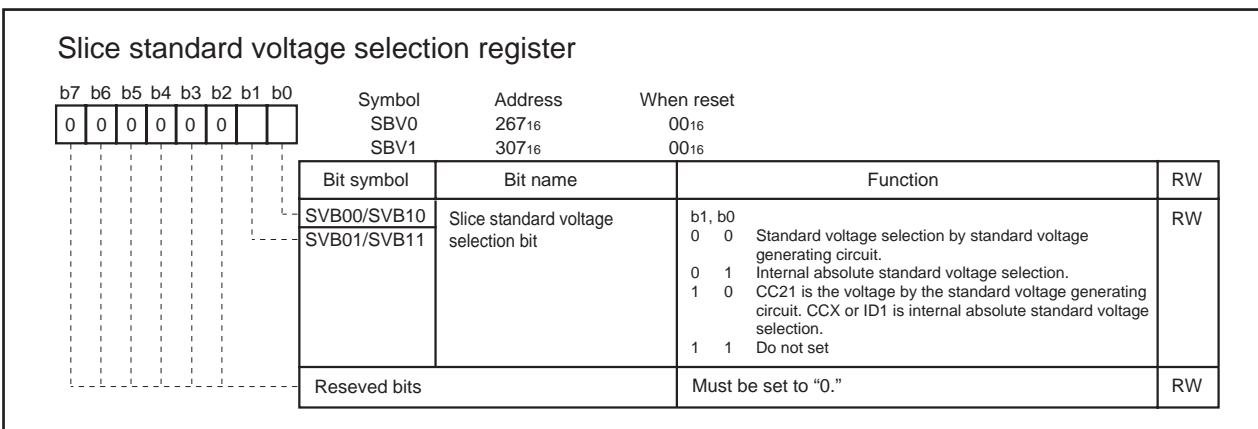 Slice standard voltage selection register
b7 b6 b5 b4 b3 b2 b1 b0
0 0 0 0 0 0
Symbol Address When reset
SBV0 26716 0016
SBV1 30716 0016
Bit symbol Bit name Function RW
SVB00/SVB10
SVB01/SVB11
Slice standard voltage
selection bit
b1, b0
0 0 Standard voltage selection by standard voltage
generating circuit.
0 1 Internal absolute standard voltage selection.
1 0 CC21 is the voltage by the standard voltage generating
circuit. CCX or ID1 is internal absolute standard voltage
selection.
1 1 Do not set
RW
Reseved bits Must be set to “0.” RW